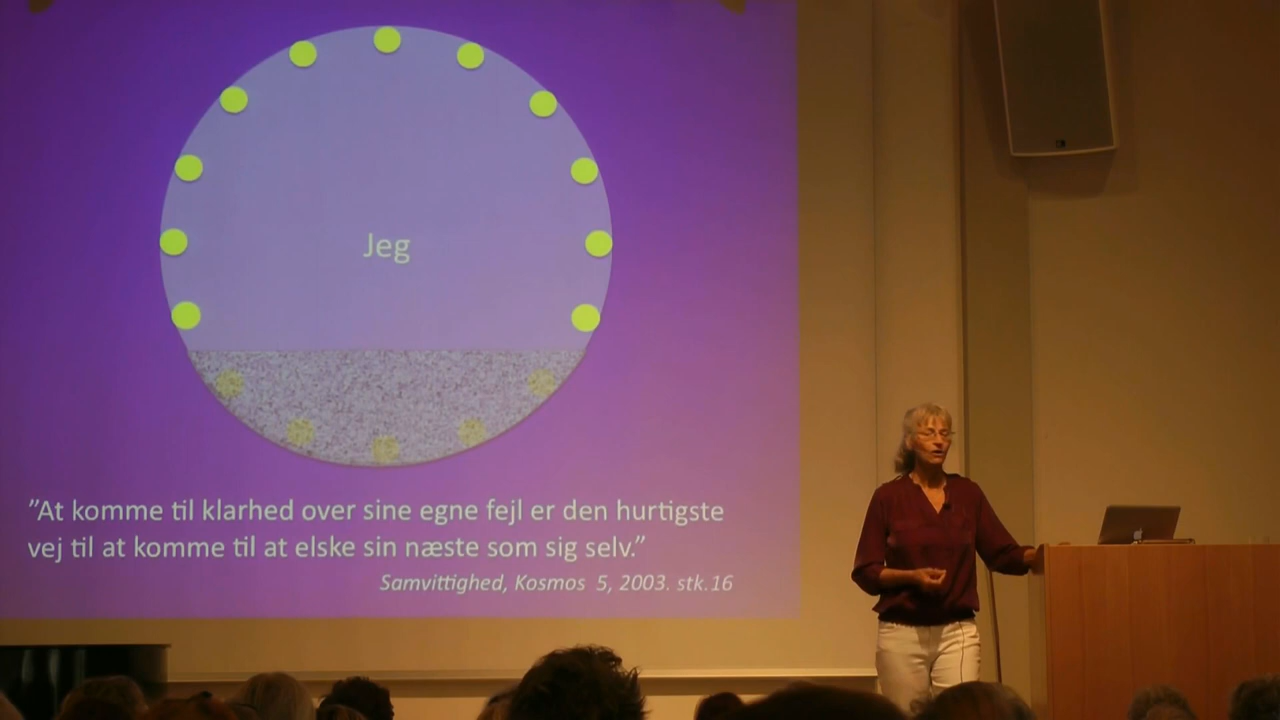 Jeg
”At komme til klarhed over sine egne fejl er den hurtigste
vej til at komme til at elske sin næste som sig selv.”
Samvittighed, Kosmos 5, 2003. stk.16